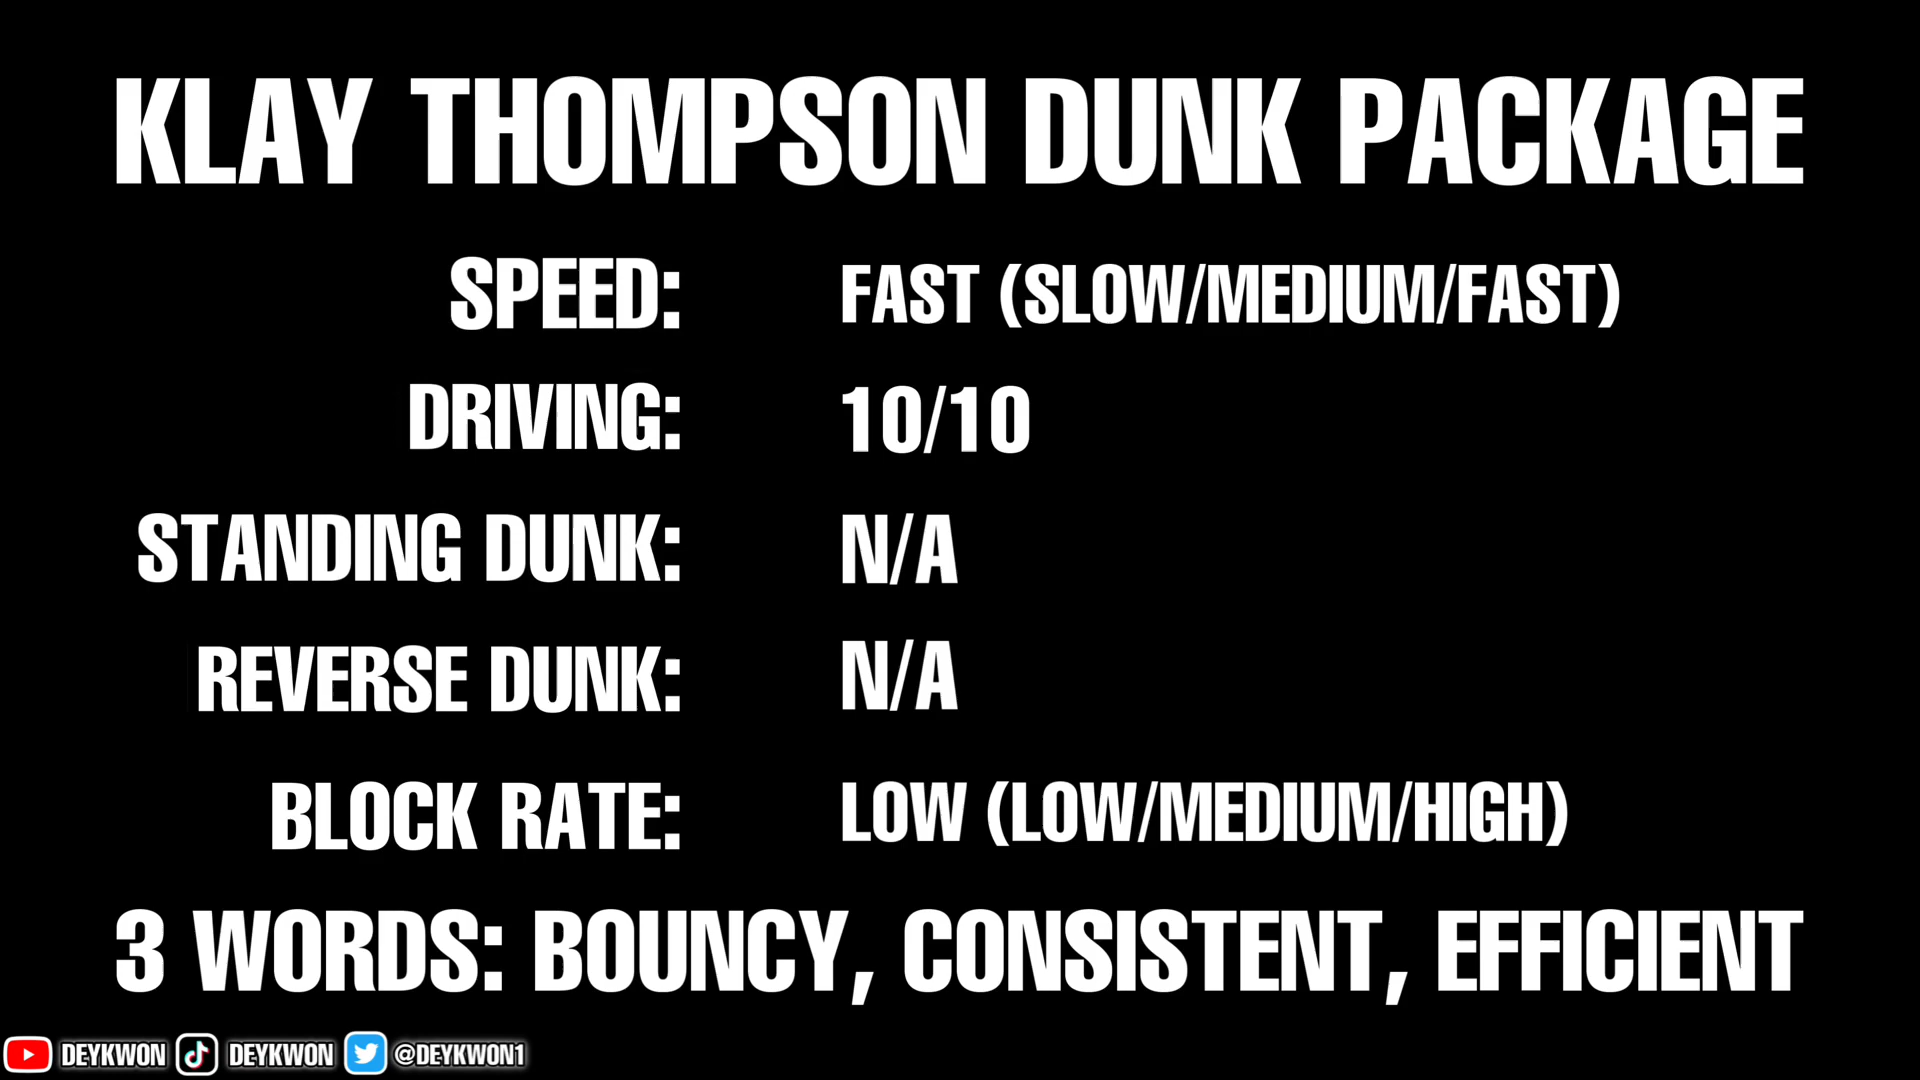 KLAY THOMPSON DUNK PACKAGE
SPEED: FAST (SLOW/MEDIUM/FAST)
DRIVING: 10/10
STANDING DUNK: N/A
REVERSE DUNK: N/A
BLOCK RATE: LOW (LOW/MEDIUM/HIGH)
3 WORDS: BOUNCY, CONSISTENT, EFFICIENT
DEYKWON DEYKWON @DEYKWON1